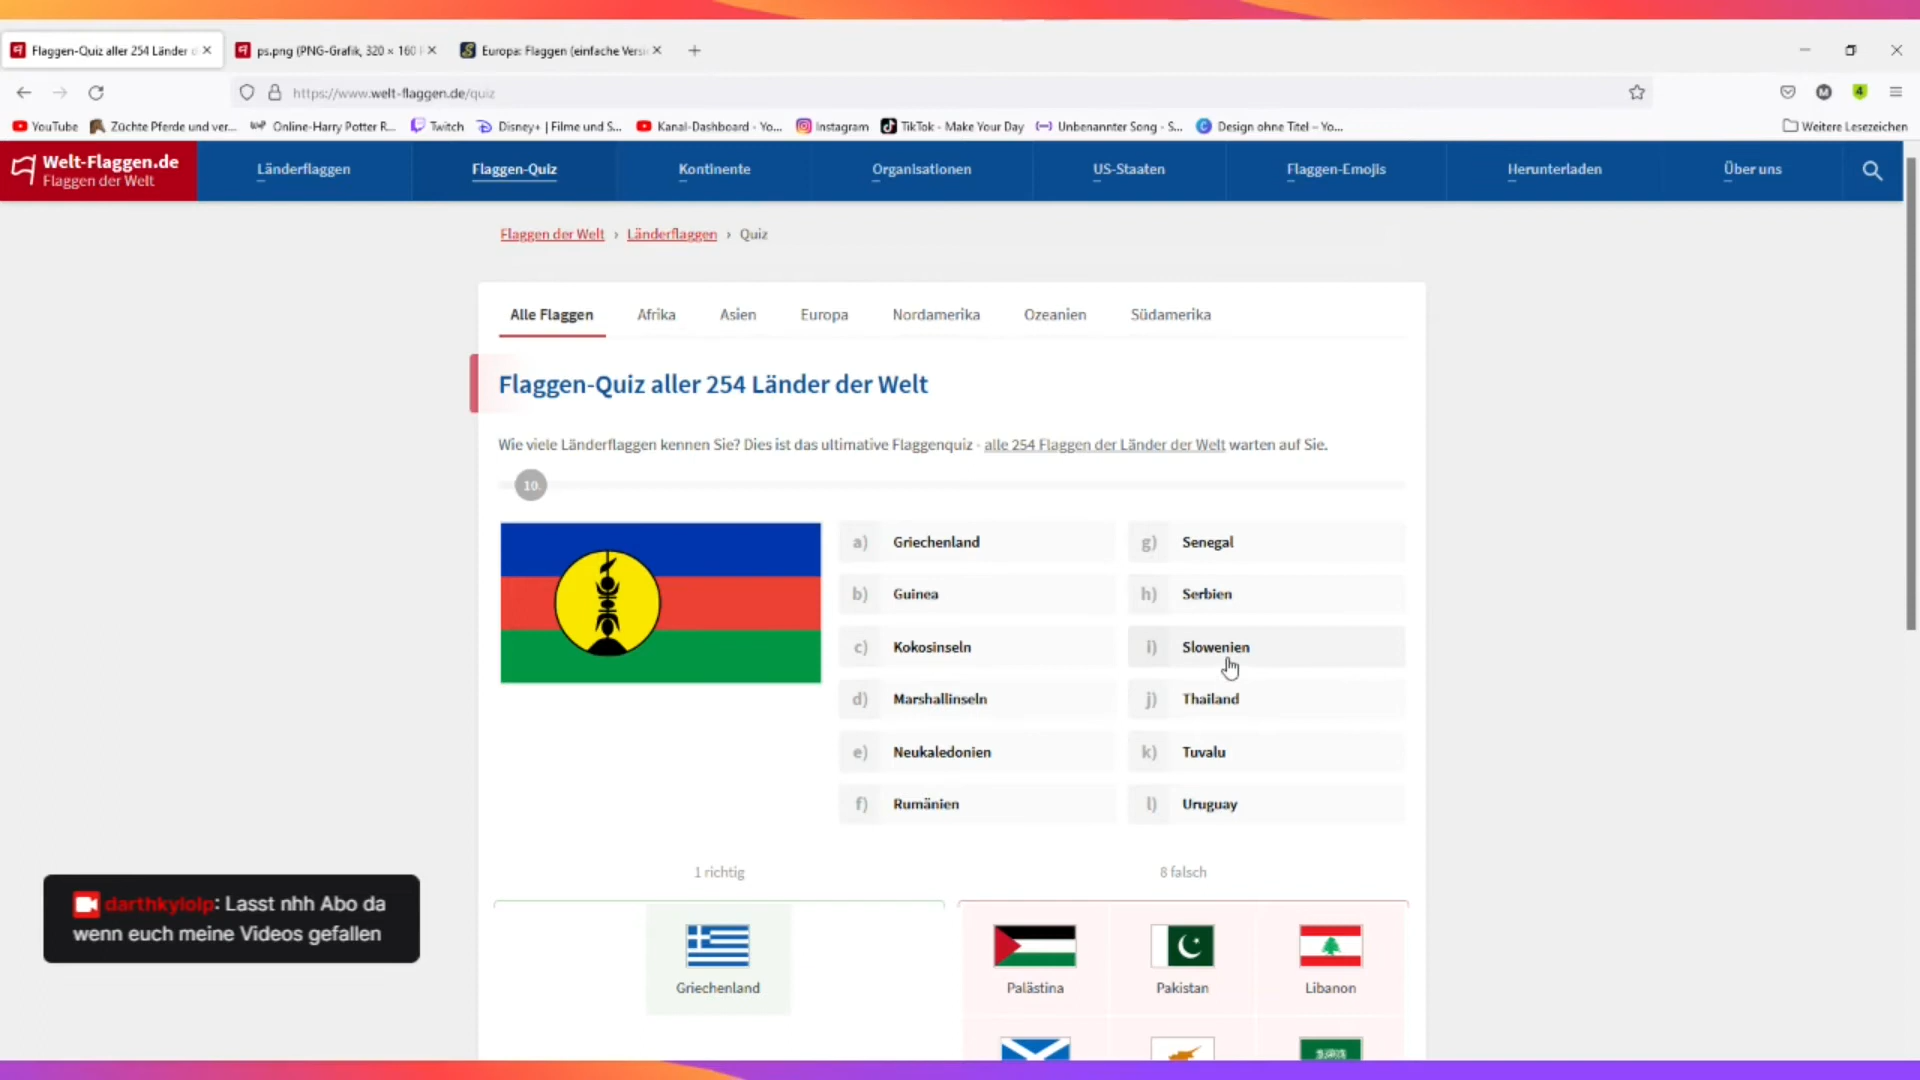 Flaggen-Quiz aller 254 Länder
ps.png (PNG-Grafik, 320 × 160
Europa: Flaggen (einfache Versi
https://www.welt-flaggen.de/quiz
4
YouTube
Züchte Pferde und ver...
Online-Harry Potter R...
Twitch
Disney+ | Filme und S...
Kanal-Dashboard - Yo...
Instagram
TikTok - Make Your Day
Unbenannter Song - S...
Design ohne Titel – Yo...
Weitere Lesezeichen
Welt-Flaggen.de
Flaggen der Welt
Länderflaggen
Flaggen-Quiz
Kontinente
Organisationen
US-Staaten
Flaggen-Emojis
Herunterladen
Über uns
Flaggen der Welt › Länderflaggen › Quiz
Alle Flaggen
Afrika
Asien
Europa
Nordamerika
Ozeanien
Südamerika
Flaggen-Quiz aller 254 Länder der Welt
Wie viele Länderflaggen kennen Sie? Dies ist das ultimative Flaggenquiz - alle 254 Flaggen der Länder der Welt warten auf Sie.
10.
a) Griechenland
b) Guinea
c) Kokosinseln
d) Marshallinseln
e) Neukaledonien
f) Rumänien
g) Senegal
h) Serbien
i) Slowenien
j) Thailand
k) Tuvalu
l) Uruguay
1 richtig
8 falsch
Griechenland
Palästina
Pakistan
Libanon
darthkylolp: Lasst nhh Abo da
wenn euch meine Videos gefallen